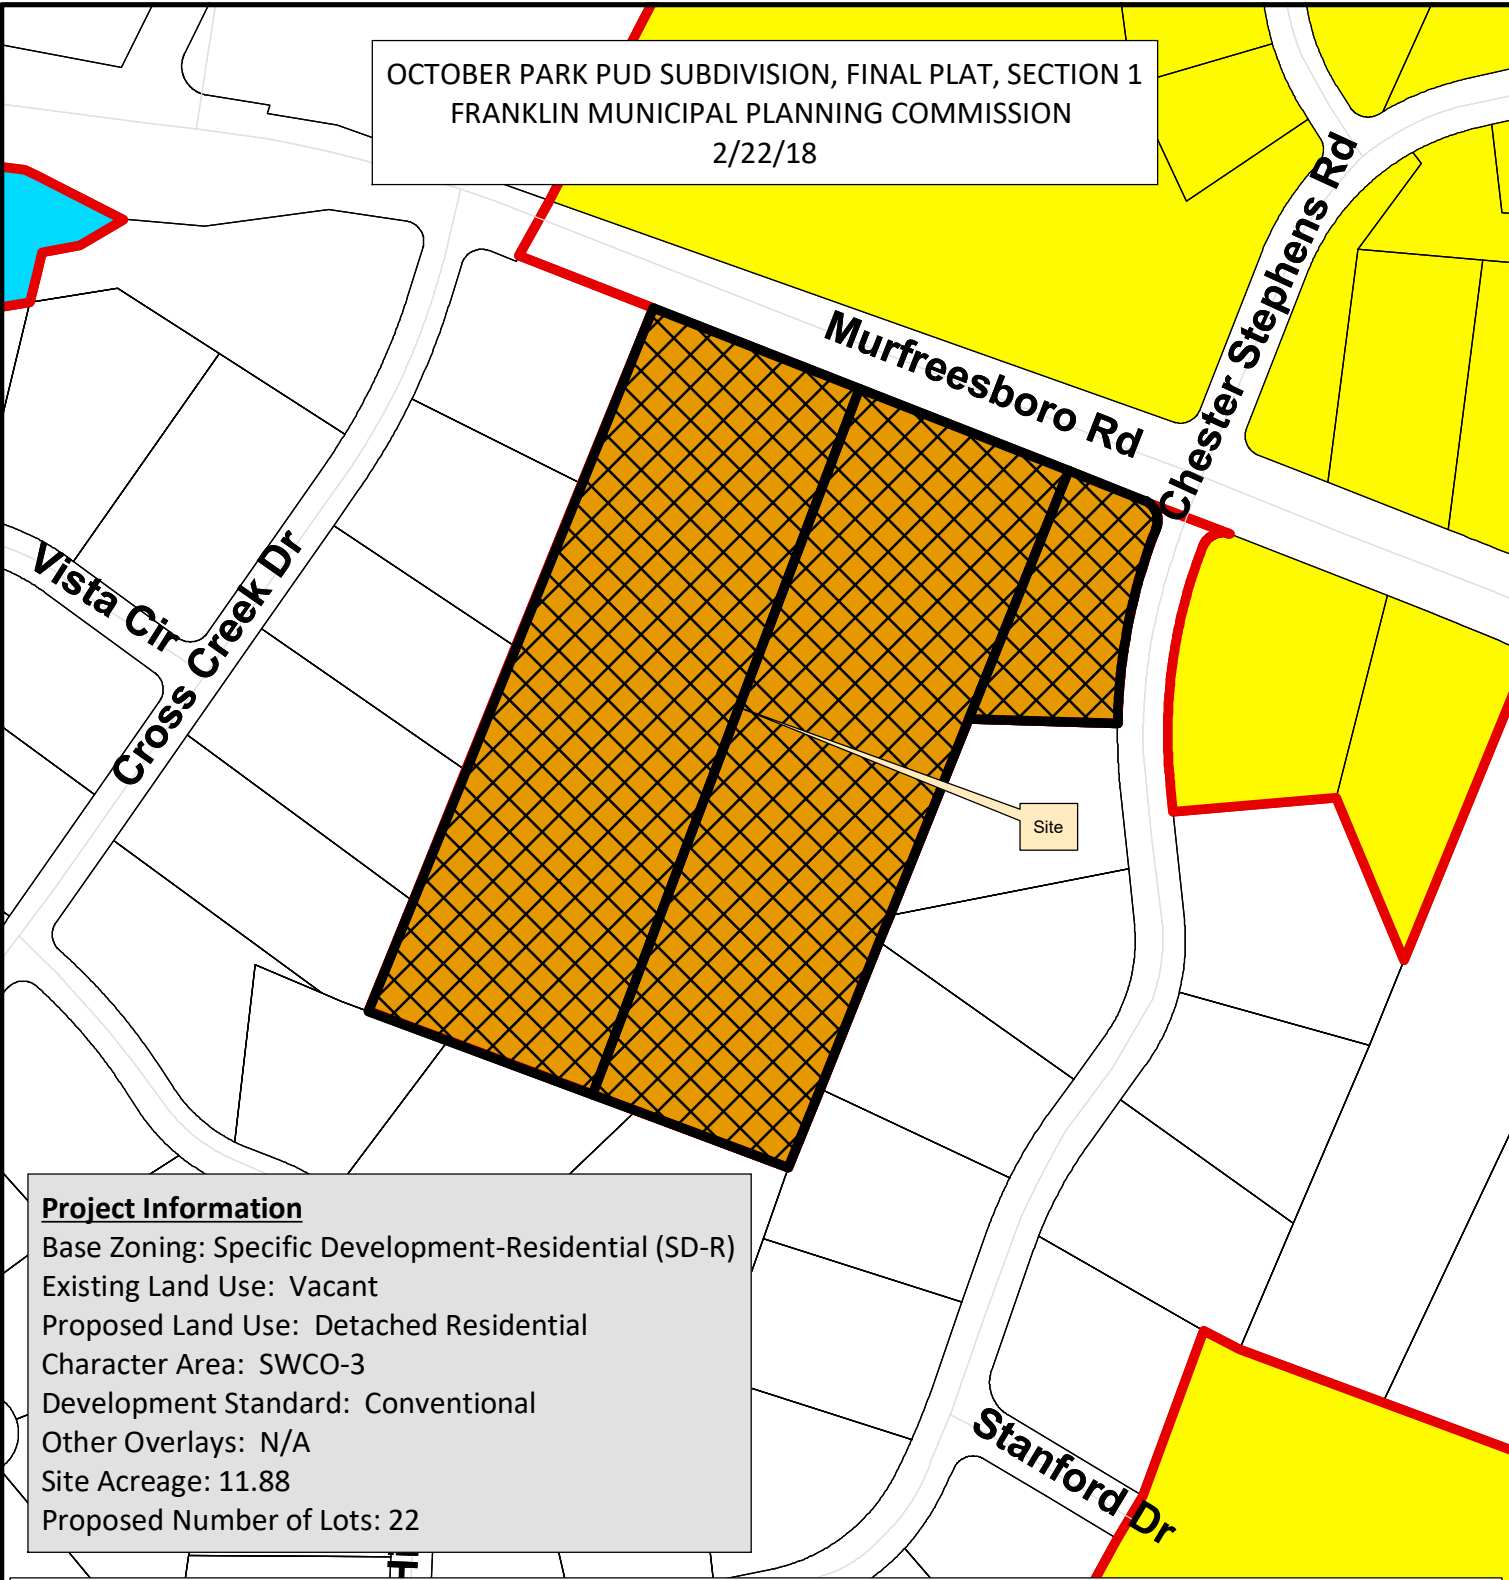 OCTOBER PARK PUD SUBDIVISION, FINAL PLAT, SECTION 1
FRANKLIN MUNICIPAL PLANNING COMMISSION
2/22/18
Murfreesboro Rd
Chester Stephens Rd
Vista Cir
Cross Creek Dr
Site
Stanford Dr
Project Information
Base Zoning: Specific Development-Residential (SD-R)
Existing Land Use: Vacant
Proposed Land Use: Detached Residential
Character Area: SWCO-3
Development Standard: Conventional
Other Overlays: N/A
Site Acreage: 11.88
Proposed Number of Lots: 22